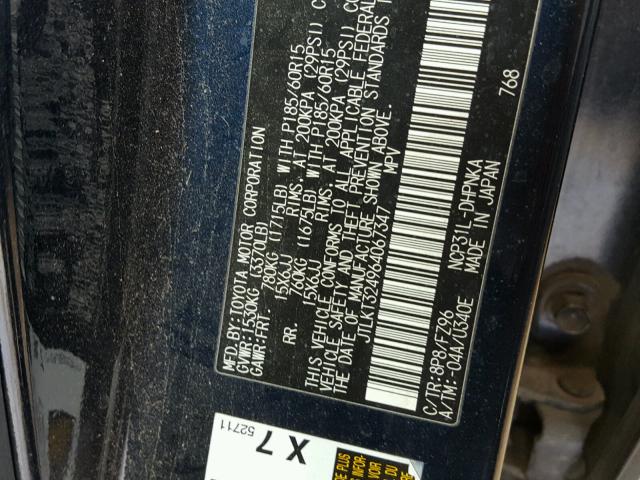 MFD.BY:TOYOTA MOTOR CORPORATION
GVWR:1530KG (3370LB)
GAWR:FRT. 780KG (1715LB) WITH P185/60R15
15X6JJ RIMS, AT 200KPA (29PSI) C
RR. 760KG (1675LB) WITH P185/60R15
15X6JJ RIMS, AT 200KPA (29PSI) CO
THIS VEHICLE CONFORMS TO ALL APPLICABLE FEDERAL
VEHICLE SAFETY AND THEFT PREVENTION STANDARDS
THE DATE OF MANUFACTURE SHOWN ABOVE.
JTLKT324964067347 MPV
768
C/TR:8P8/FZ96 NCP31L-DHPNKA
A/TM:-04A/U340E MADE IN JAPAN
X 7
52711
DE PLUS